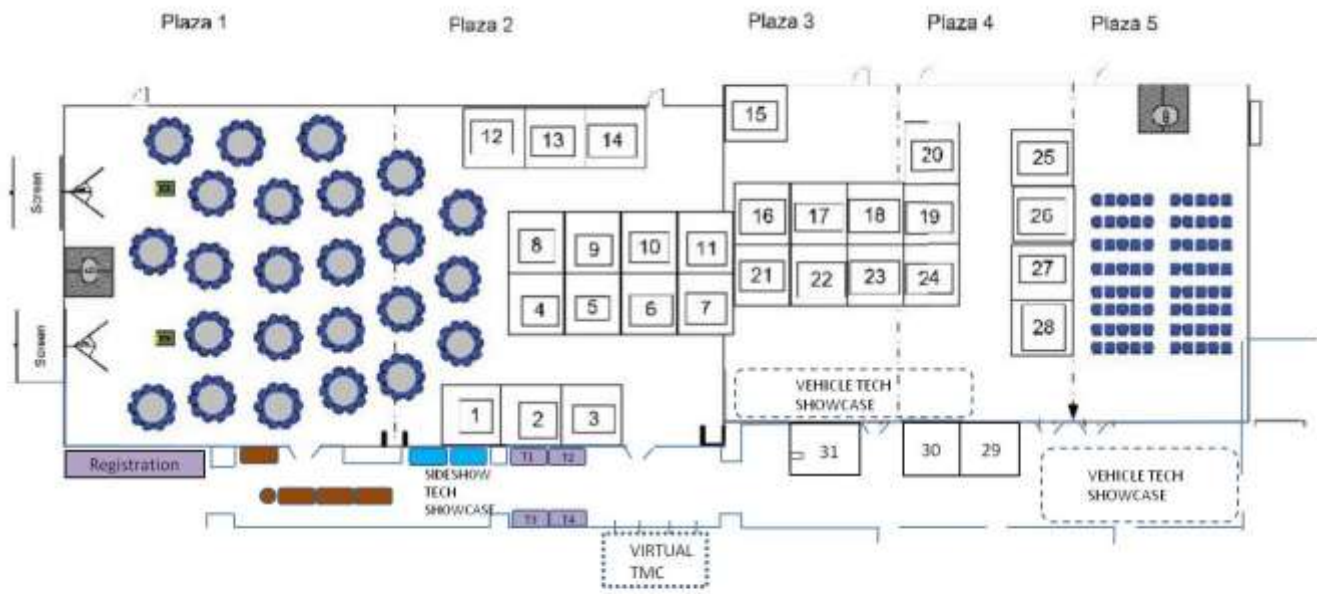 Plaza 1
Plaza 2
Plaza 3
Plaza 4
Plaza 5
Screen
Screen
12
13
14
15
20
25
8
9
10
11
16
17
18
19
26
4
5
6
7
21
22
23
24
27
28
1
2
3
VEHICLE TECH
SHOWCASE
Registration
T1
T2
SIDESHOW
TECH
SHOWCASE
31
30
29
VEHICLE TECH
SHOWCASE
T3
T4
VIRTUAL
TMC